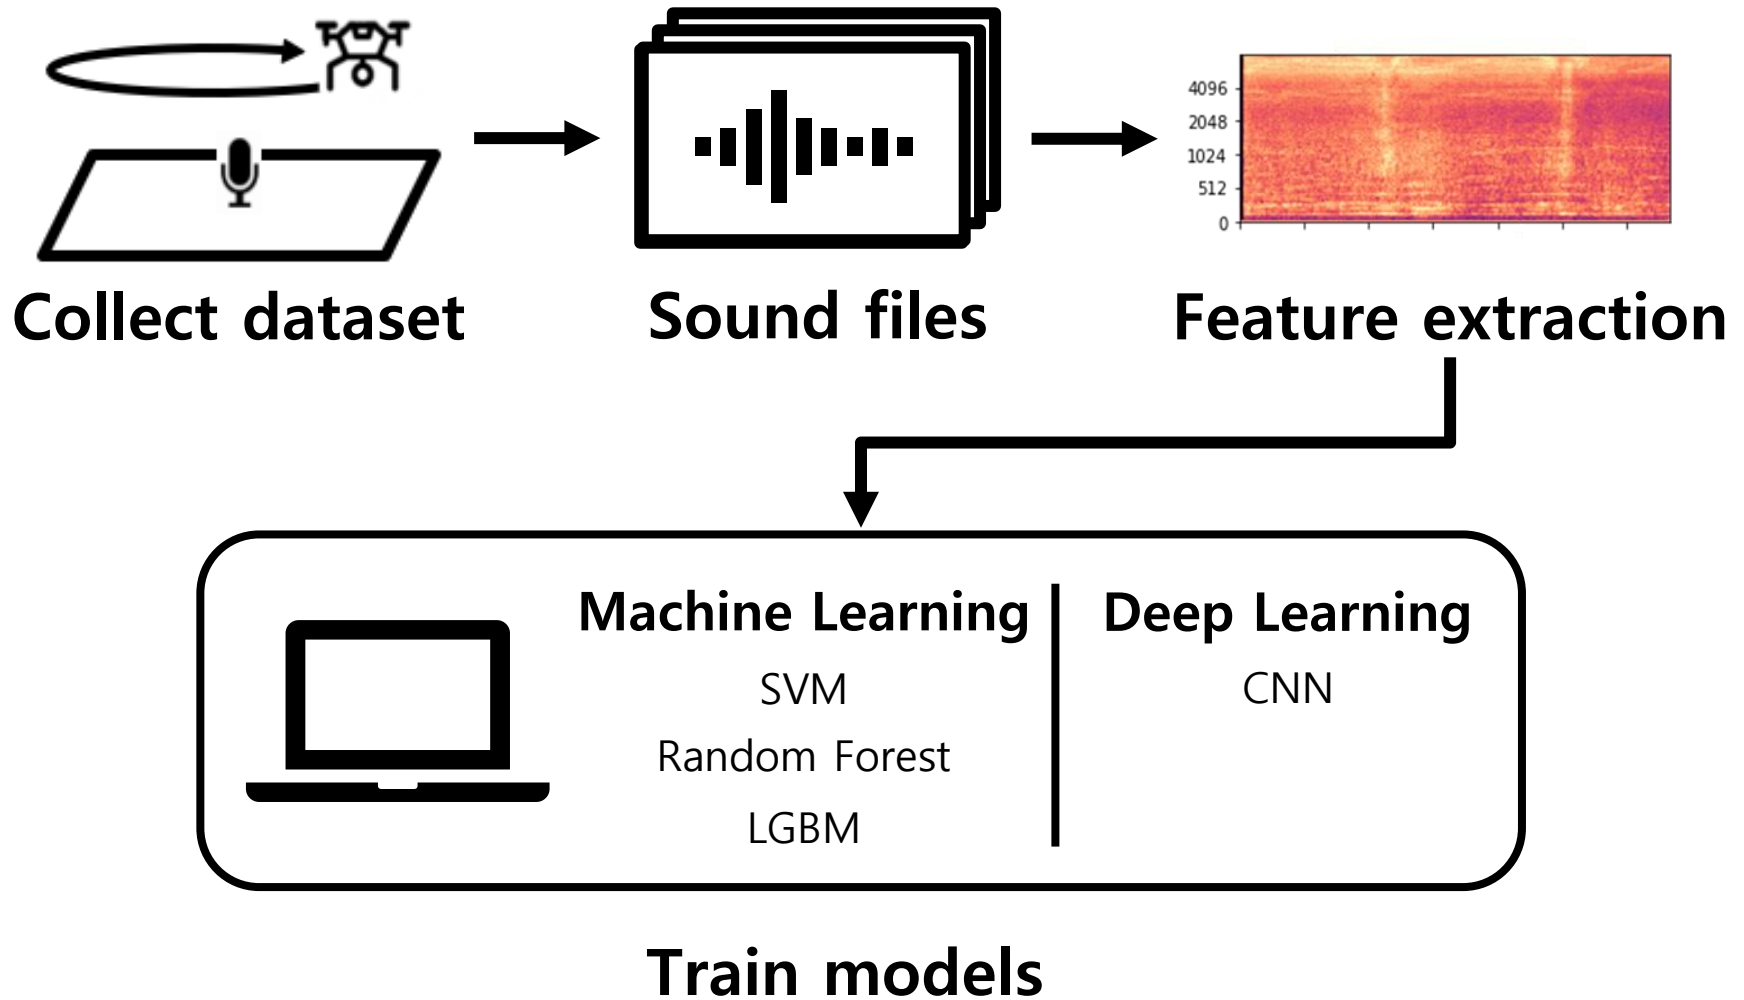 4096
2048
1024
512
0
Collect dataset
Sound files
Feature extraction
Machine Learning
SVM
Random Forest
LGBM
Deep Learning
CNN
Train models